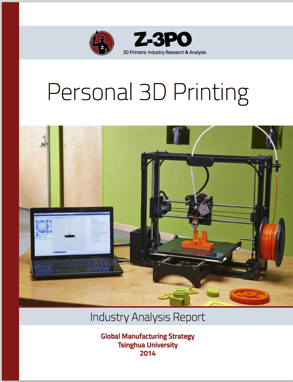 Z-3PO
3D Printers: Industry Research & Analysis
Personal 3D Printing
Industry Analysis Report
Global Manufacturing Strategy
Tsinghua University
2014